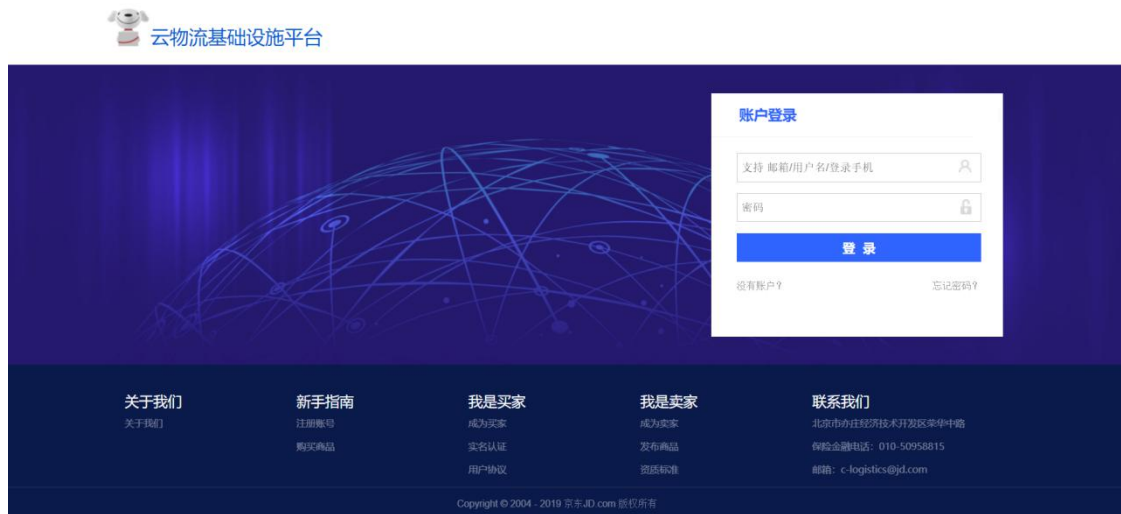 云物流基础设施平台
账户登录
支持 邮箱/用户名/登录手机
密码
登 录
没有账户？ 忘记密码？
关于我们 新手指南 我是买家 我是卖家 联系我们
关于我们 注册账号 成为买家 成为卖家 北京市亦庄经济技术开发区荣华中路
购买商品 实名认证 发布商品 保险金融电话：010-50958815
用户协议 资质标准 邮箱：c-logistics@jd.com
Copyright © 2004 - 2019 京东JD.com 版权所有